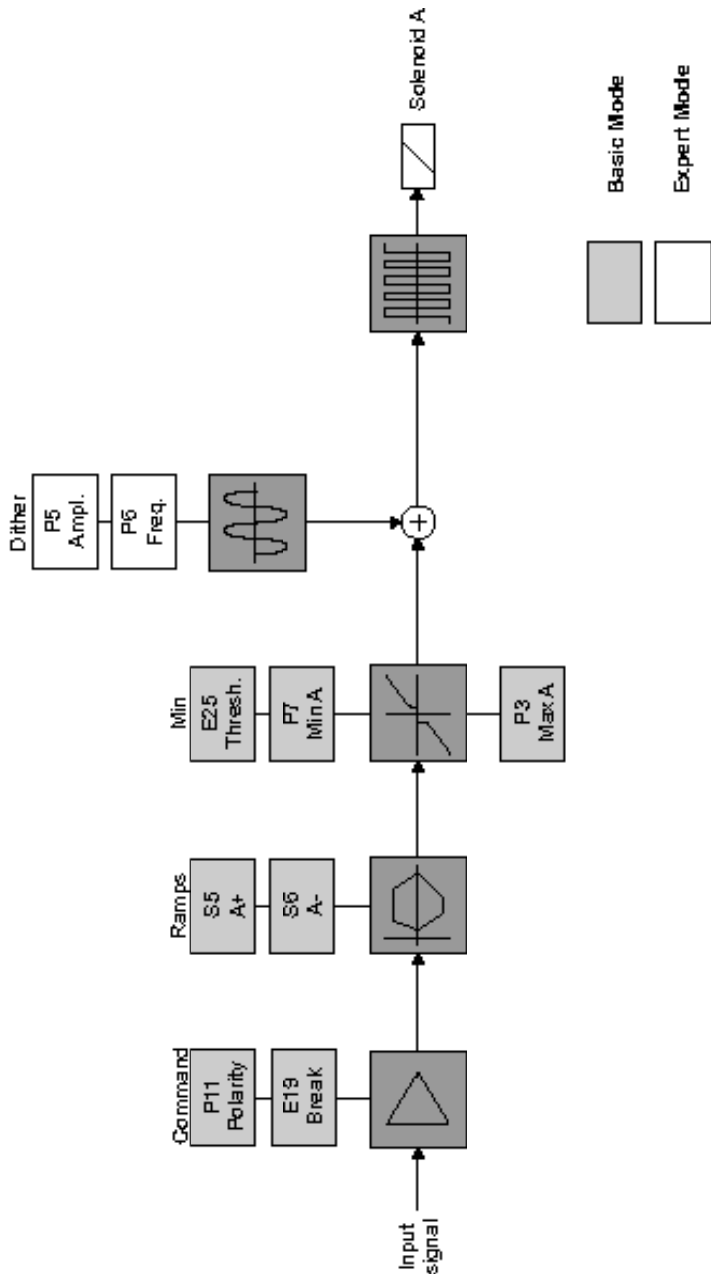 Input
signal
Command
P11
Polarity
E19
Break
Ramps
S5
A+
S6
A-
Min
E25
Thresh.
P7
Min A
P3
Max A
Dither
P5
Ampl.
P6
Freq.
Solenoid A
Basic Mode
Expert Mode